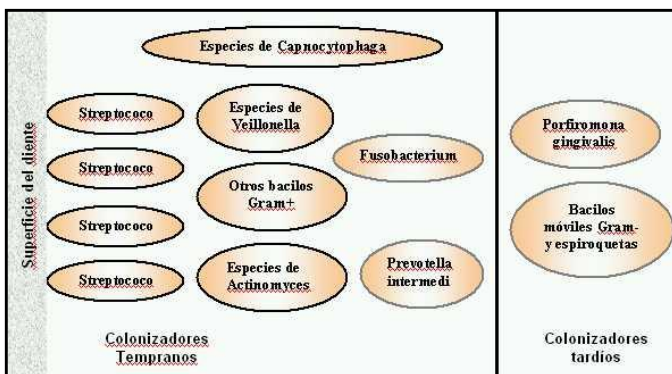 Especies de Capnocytophaga
Superficie del diente
Streptococo
Streptococo
Streptococo
Streptococo
Especies de
Veillonella
Otros bacilos
Gram+
Especies de
Actinomyces
Fusobacterium
Prevotella
intermedi
Colonizadores
Tempranos
Porfiromona
gingivalis
Bacilos
móviles Gram-
y espiroquetas
Colonizadores
tardíos